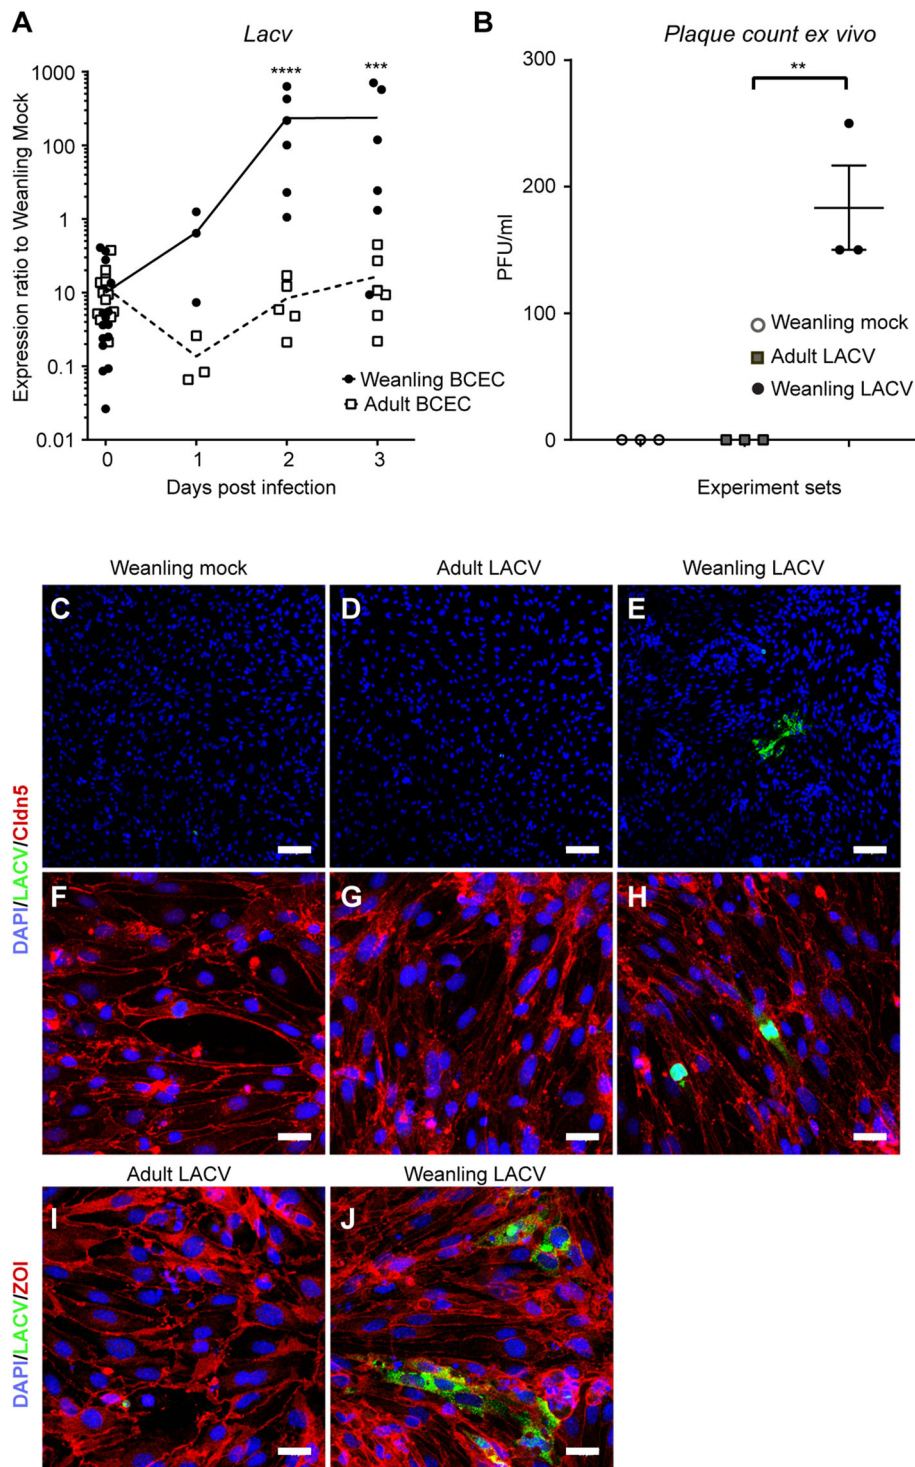 A
Lacv
Expression ratio to Weanling Mock
1000
100
1
10
0.1
0.01
****
***
Weanling BCEC
Adult BCEC
0 1 2 3
Days post infection
B
Plaque count ex vivo
PFU/ml
300
200
100
0
**
Weanling mock
Adult LACV
Weanling LACV
Experiment sets
Weanling mock
Adult LACV
Weanling LACV
DAPI/LACV/Cldn5
C
D
E
F
G
H
Adult LACV
Weanling LACV
DAPI/LACV/ZOI
I
J